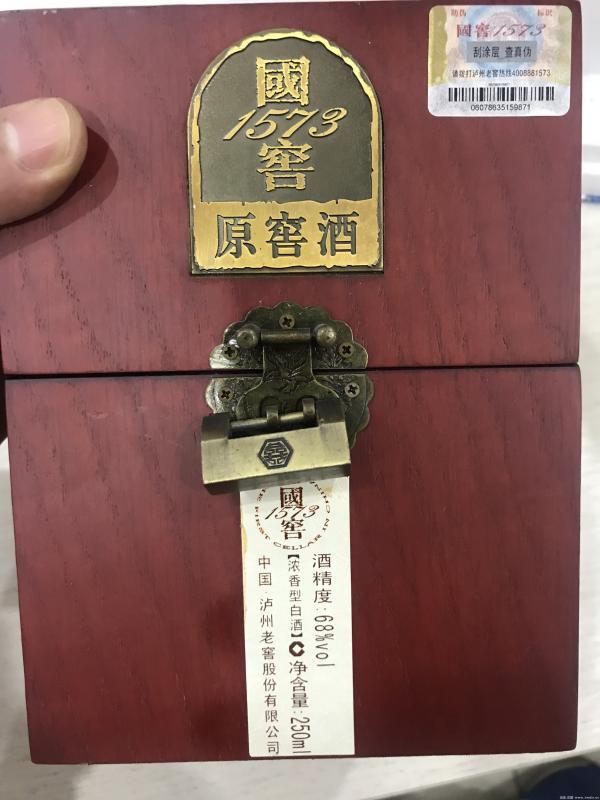 防伪 标识
國窖1573
刮涂层 查真伪
请拨打泸州老窖热线4008881573
06078635159871
國
1573
窖
原窖酒
鑫
國
1573
窖
FIRST CELLAR IN
酒精度:68%vol
【浓香型白酒】 净含量:250ml
中国·泸州老窖股份有限公司